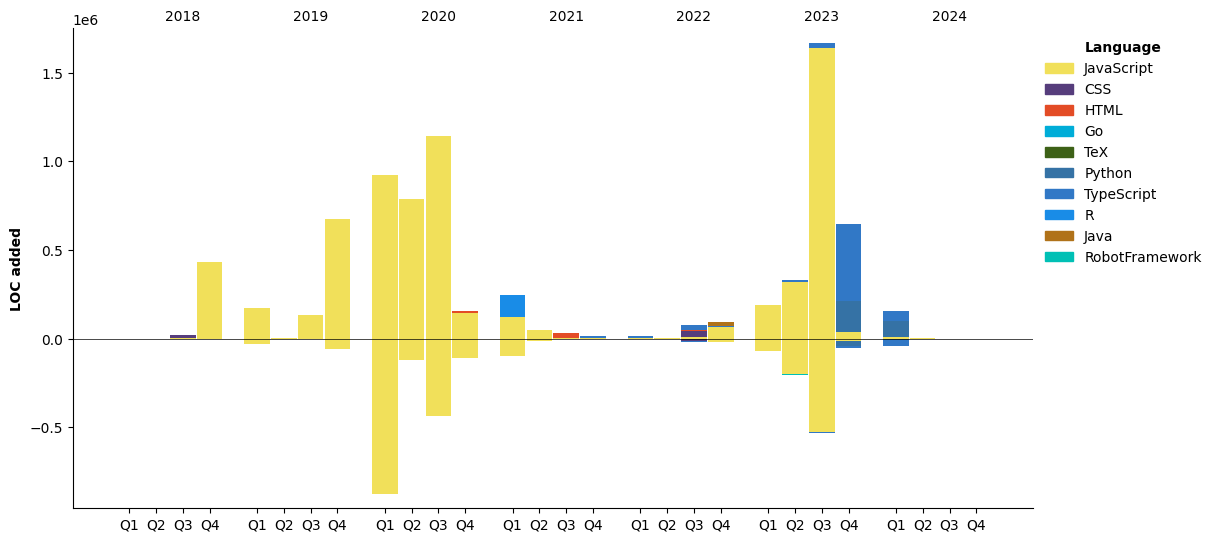 1e6
2018 2019 2020 2021 2022 2023 2024
Language
JavaScript
CSS
HTML
Go
TeX
Python
TypeScript
R
Java
RobotFramework
LOC added
1.5
1.0
0.5
0.0
−0.5
Q1 Q2 Q3 Q4 Q1 Q2 Q3 Q4 Q1 Q2 Q3 Q4 Q1 Q2 Q3 Q4 Q1 Q2 Q3 Q4 Q1 Q2 Q3 Q4 Q1 Q2 Q3 Q4